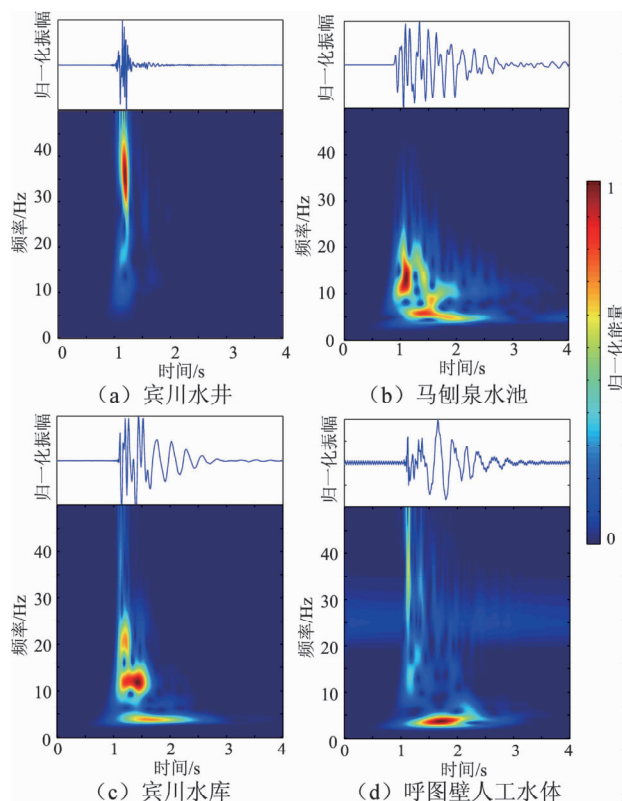 (a)
(b)
归一化振幅
归一化振幅
频率/Hz
40
30
20
10
0
频率/Hz
40
30
20
10
0
0 1 2 3 4
0 1 2 3 4
时间/s
时间/s
（a）宾川水井
（b）马刨泉水池
1
归一化能量
0
归一化振幅
归一化振幅
频率/Hz
40
30
20
10
0
频率/Hz
40
30
20
10
0
0 1 2 3 4
0 1 2 3 4
时间/s
时间/s
（c）宾川水库
（d）呼图壁人工水体
(c)
(d)